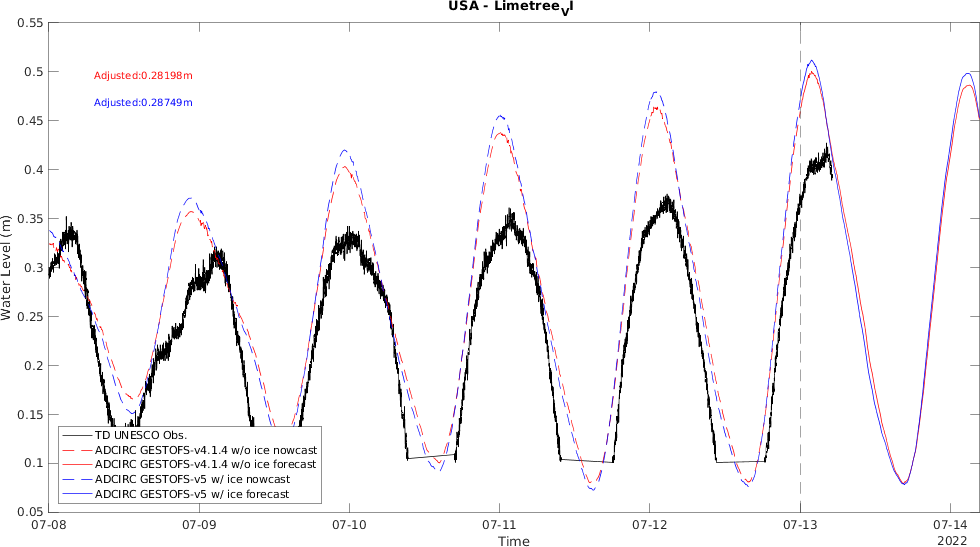 USA - LimetreeVI
0.55
0.5
0.45
0.4
0.35
0.3
0.25
0.2
0.15
0.1
0.05
Water Level (m)
Adjusted:0.28198m
Adjusted:0.28749m
TD UNESCO Obs.
ADCIRC GESTOFS-v4.1.4 w/o ice nowcast
ADCIRC GESTOFS-v4.1.4 w/o ice forecast
ADCIRC GESTOFS-v5 w/ ice nowcast
ADCIRC GESTOFS-v5 w/ ice forecast
07-08 07-09 07-10 07-11 07-12 07-13 07-14
Time 2022